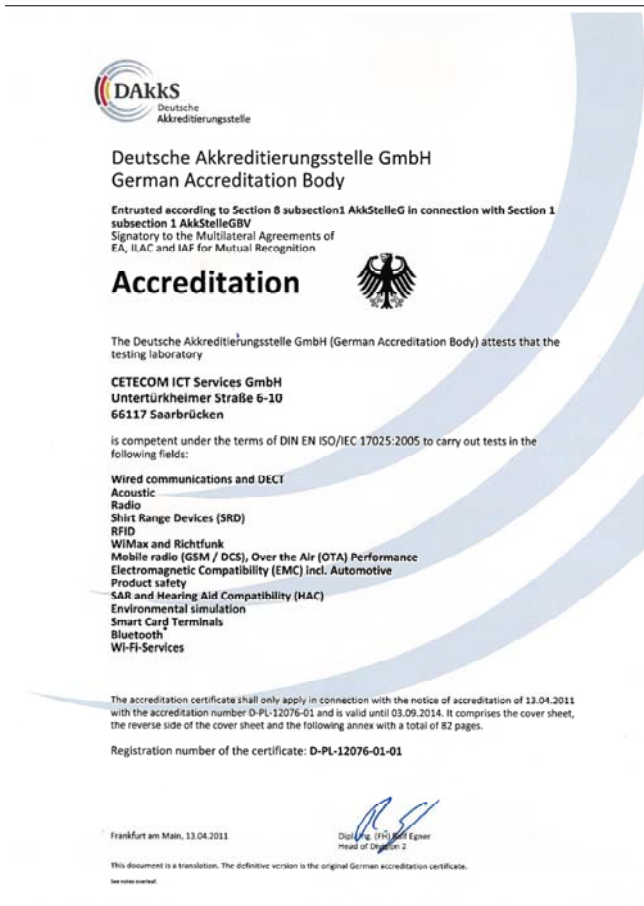 DAkkS
Deutsche
Akkreditierungsstelle
Deutsche Akkreditierungsstelle GmbH
German Accreditation Body
Entrusted according to Section 8 subsection1 AkkStelleG in connection with Section 1
subsection 1 AkkStelleGBV
Signatory to the Multilateral Agreements of
EA, ILAC and IAF for Mutual Recognition
Accreditation
The Deutsche Akkreditierungsstelle GmbH (German Accreditation Body) attests that the
testing laboratory
CETECOM ICT Services GmbH
Untertürkheimer Straße 6-10
66117 Saarbrücken
is competent under the terms of DIN EN ISO/IEC 17025:2005 to carry out tests in the
following fields:
Wired communications and DECT
Acoustic
Radio
Shirt Range Devices (SRD)
RFID
WiMax and Richtfunk
Mobile radio (GSM / DCS), Over the Air (OTA) Performance
Electromagnetic Compatibility (EMC) incl. Automotive
Product safety
SAR and Hearing Aid Compatibility (HAC)
Environmental simulation
Smart Card Terminals
Bluetooth®
Wi-Fi-Services
The accreditation certificate shall only apply in connection with the notice of accreditation of 13.04.2011
with the accreditation number D-PL-12076-01 and is valid until 03.09.2014. It comprises the cover sheet,
the reverse side of the cover sheet and the following annex with a total of 82 pages.
Registration number of the certificate: D-PL-12076-01-01
Frankfurt am Main, 13.04.2011
(FH) Ralf Egner
Head of Division 2
This document is a translation. The definitive version is the original German accreditation certificate.
See notes overleaf.